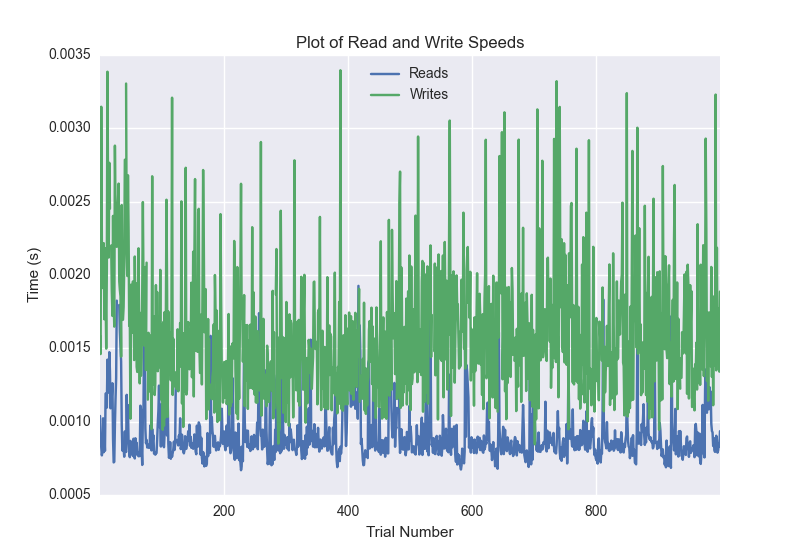 Plot of Read and Write Speeds
Reads
Writes
0.0035
0.0030
0.0025
0.0020
0.0015
0.0010
0.0005
Time (s)
200 400 600 800
Trial Number